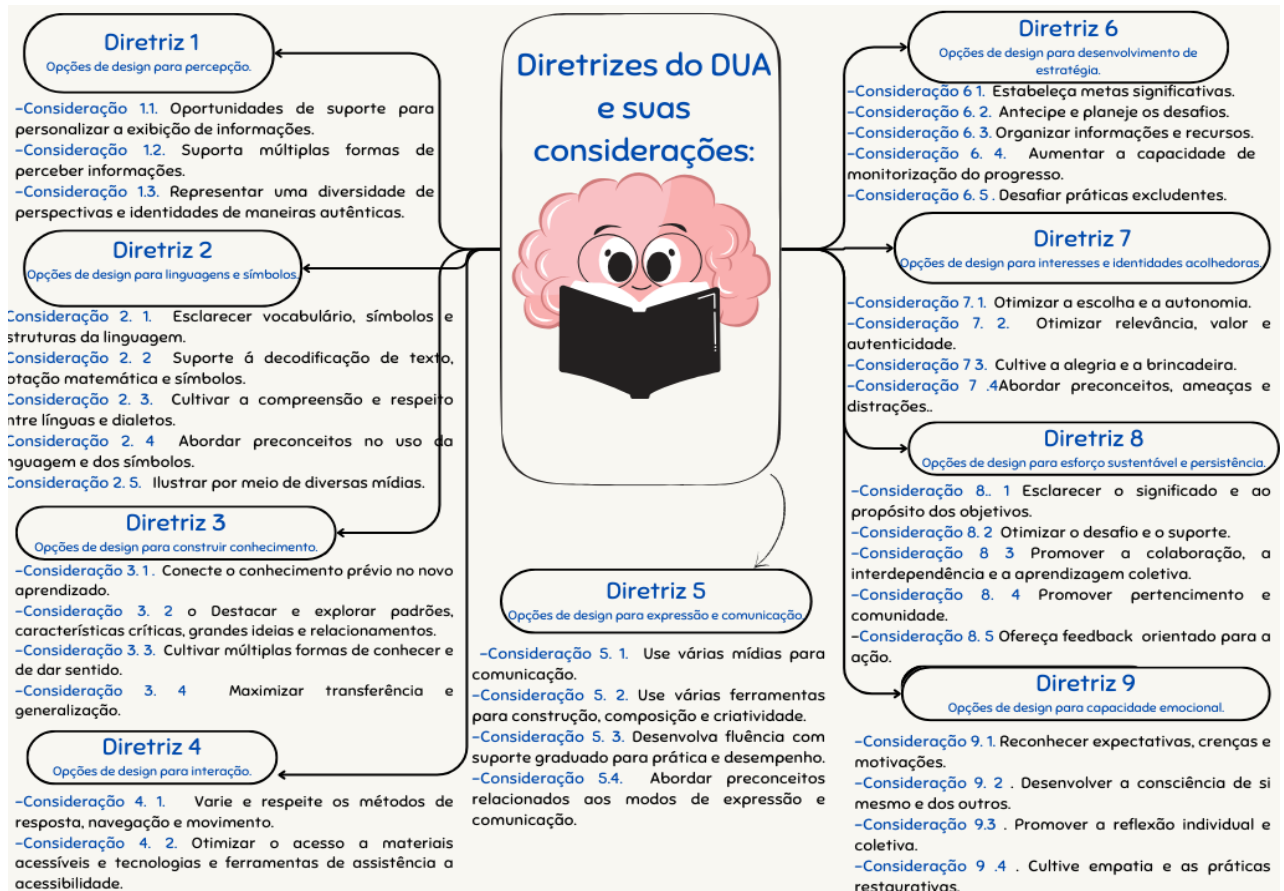 Diretrizes do DUA
e suas
considerações:
Diretriz 1
Opções de design para percepção.
-Consideração 1.1. Oportunidades de suporte para
personalizar a exibição de informações.
-Consideração 1.2. Suporta múltiplas formas de
perceber informações.
-Consideração 1.3. Representar uma diversidade de
perspectivas e identidades de maneiras autênticas.
Diretriz 2
Opções de design para linguagens e símbolos.
Consideração 2. 1. Esclarecer vocabulário, símbolos e
struturas da linguagem.
Consideração 2. 2 Suporte á decodificação de texto,
otação matemática e símbolos.
Consideração 2. 3. Cultivar a compreensão e respeito
ntre línguas e dialetos.
Consideração 2. 4 Abordar preconceitos no uso da
nguagem e dos símbolos.
Consideração 2. 5. Ilustrar por meio de diversas mídias.
Diretriz 3
Opções de design para construir conhecimento.
-Consideração 3. 1 . Conecte o conhecimento prévio no novo
aprendizado.
-Consideração 3. 2 o Destacar e explorar padrões,
características críticas, grandes ideias e relacionamentos.
-Consideração 3. 3. Cultivar múltiplas formas de conhecer e
de dar sentido.
-Consideração 3. 4 Maximizar transferência e
generalização.
Diretriz 4
Opções de design para interação.
-Consideração 4. 1. Varie e respeite os métodos de
resposta, navegação e movimento.
-Consideração 4. 2. Otimizar o acesso a materiais
acessíveis e tecnologias e ferramentas de assistência a
acessibilidade.
Diretriz 5
Opções de design para expressão e comunicação.
-Consideração 5. 1. Use várias mídias para
comunicação.
-Consideração 5. 2. Use várias ferramentas
para construção, composição e criatividade.
-Consideração 5. 3. Desenvolva fluência com
suporte graduado para prática e desempenho.
-Consideração 5.4. Abordar preconceitos
relacionados aos modos de expressão e
comunicação.
Diretriz 6
Opções de design para desenvolvimento de
estratégia.
-Consideração 6 1. Estabeleça metas significativas.
-Consideração 6. 2. Antecipe e planeje os desafios.
-Consideração 6. 3. Organizar informações e recursos.
-Consideração 6. 4. Aumentar a capacidade de
monitorização do progresso.
-Consideração 6. 5 . Desafiar práticas excludentes.
Diretriz 7
Opções de design para interesses e identidades acolhedoras.
-Consideração 7. 1. Otimizar a escolha e a autonomia.
-Consideração 7. 2. Otimizar relevância, valor e
autenticidade.
-Consideração 7 3. Cultive a alegria e a brincadeira.
-Consideração 7 .4Abordar preconceitos, ameaças e
distrações..
Diretriz 8
Opções de design para esforço sustentável e persistência.
-Consideração 8.. 1 Esclarecer o significado e ao
propósito dos objetivos.
-Consideração 8. 2 Otimizar o desafio e o suporte.
-Consideração 8 3 Promover a colaboração, a
interdependência e a aprendizagem coletiva.
-Consideração 8. 4 Promover pertencimento e
comunidade.
-Consideração 8. 5 Ofereça feedback orientado para a
ação.
Diretriz 9
Opções de design para capacidade emocional.
-Consideração 9. 1. Reconhecer expectativas, crenças e
motivações.
-Consideração 9. 2 . Desenvolver a consciência de si
mesmo e dos outros.
-Consideração 9.3 . Promover a reflexão individual e
coletiva.
-Consideração 9 .4 . Cultive empatia e as práticas
restaurativas.